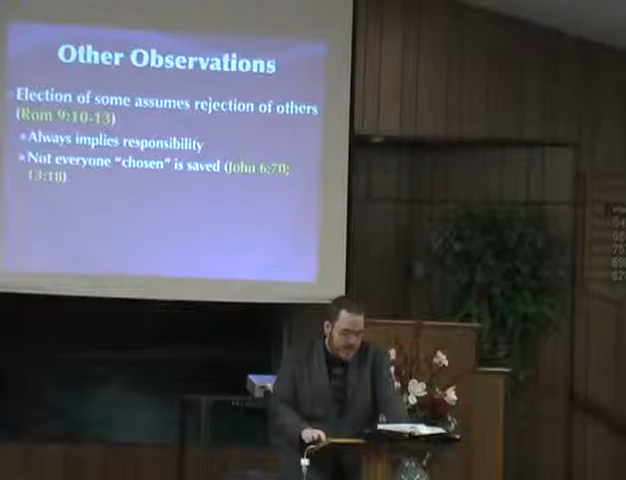 Other Observations
Election of some assumes rejection of others
(Rom 9:10-13)
Always implies responsibility
Not everyone "chosen" is saved (John 6:70;
13:18)